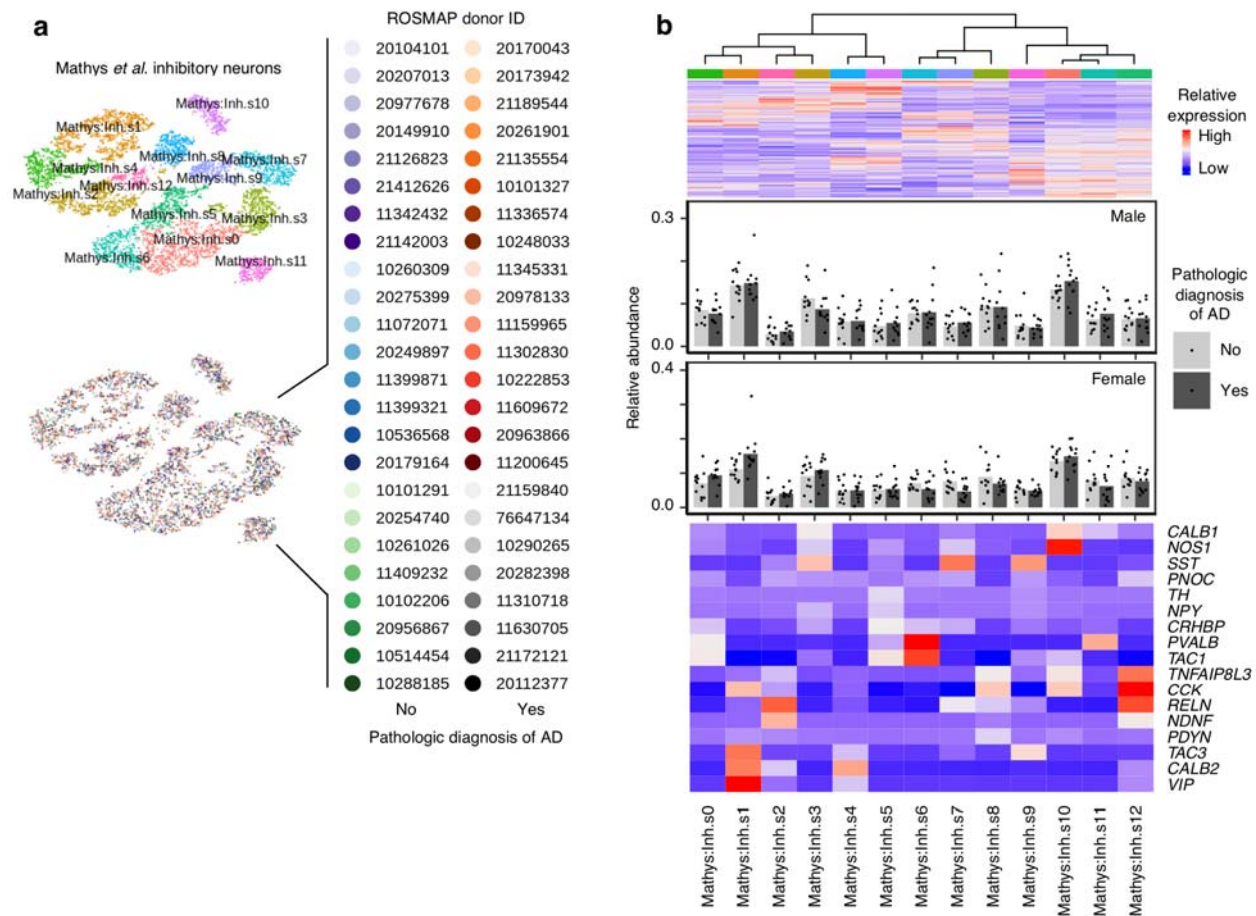 a
Mathys et al. inhibitory neurons
Mathys:Inh.s10
Mathys:Inh.s1
Mathys:Inh.s8
Mathys:Inh.s7
Mathys:Inh.s4
Mathys:Inh.s12
Mathys:Inh.s9
Mathys:Inh.s2
Mathys:Inh.s5
Mathys:Inh.s3
Mathys:Inh.s0
Mathys:Inh.s6
Mathys:Inh.s11
ROSMAP donor ID
20104101 20170043
20207013 20173942
20977678 21189544
20149910 20261901
21126823 21135554
21412626 10101327
11342432 11336574
21142003 10248033
10260309 11345331
20275399 20978133
11072071 11159965
20249897 11302830
11399871 10222853
11399321 11609672
10536568 20963866
20179164 11200645
10101291 21159840
20254740 76647134
10261026 10290265
11409232 20282398
10102206 11310718
20956867 11630705
10514454 21172121
10288185 20112377
No Yes
Pathologic diagnosis of AD
b
Relative
expression
High
Low
Relative abundance
0.3
Male
0.0
0.4
Female
0.0
Pathologic
diagnosis
of AD
No
Yes
CALB1
NOS1
SST
PNOC
TH
NPY
CRHBP
PVALB
TAC1
TNFAIP8L3
CCK
RELN
NDNF
PDYN
TAC3
CALB2
VIP
Mathys:Inh.s0
Mathys:Inh.s1
Mathys:Inh.s2
Mathys:Inh.s3
Mathys:Inh.s4
Mathys:Inh.s5
Mathys:Inh.s6
Mathys:Inh.s7
Mathys:Inh.s8
Mathys:Inh.s9
Mathys:Inh.s10
Mathys:Inh.s11
Mathys:Inh.s12